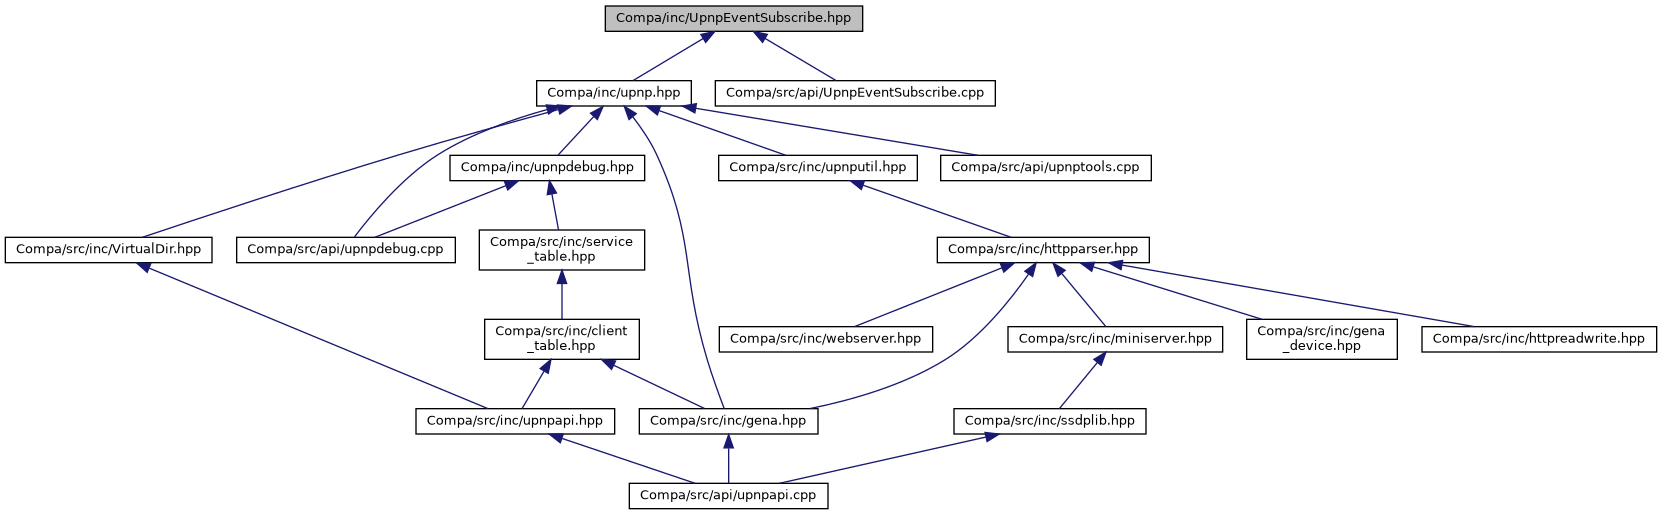 Compa/inc/UpnpEventSubscribe.hpp
Compa/inc/upnp.hpp
Compa/src/api/UpnpEventSubscribe.cpp
Compa/inc/upnpdebug.hpp
Compa/src/inc/upnputil.hpp
Compa/src/api/upnptools.cpp
Compa/src/inc/VirtualDir.hpp
Compa/src/api/upnpdebug.cpp
Compa/src/inc/service
_table.hpp
Compa/src/inc/httpparser.hpp
Compa/src/inc/client
_table.hpp
Compa/src/inc/webserver.hpp
Compa/src/inc/miniserver.hpp
Compa/src/inc/gena
_device.hpp
Compa/src/inc/httpreadwrite.hpp
Compa/src/inc/upnpapi.hpp
Compa/src/inc/gena.hpp
Compa/src/inc/ssdplib.hpp
Compa/src/api/upnpapi.cpp